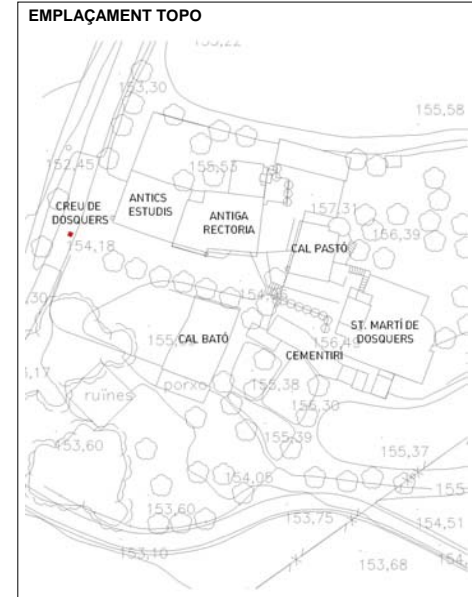 EMPLAÇAMENT TOPO
153,22
153,30
155,58
152,45
155,53
CREU DE
DOSQUERS
ANTICS
ESTUDIS
ANTIGA
RECTORIA
157,31
156,39
154,18
CAL PASTÓ
CAL BATÓ
ST. MARTÍ DE
DOSQUERS
156,49
CEMENTIRI
porxo
155,38
ruïnes
155,30
153,60
155,39
155,37
154,05
153,60
153,75
154,51
153,10
153,68